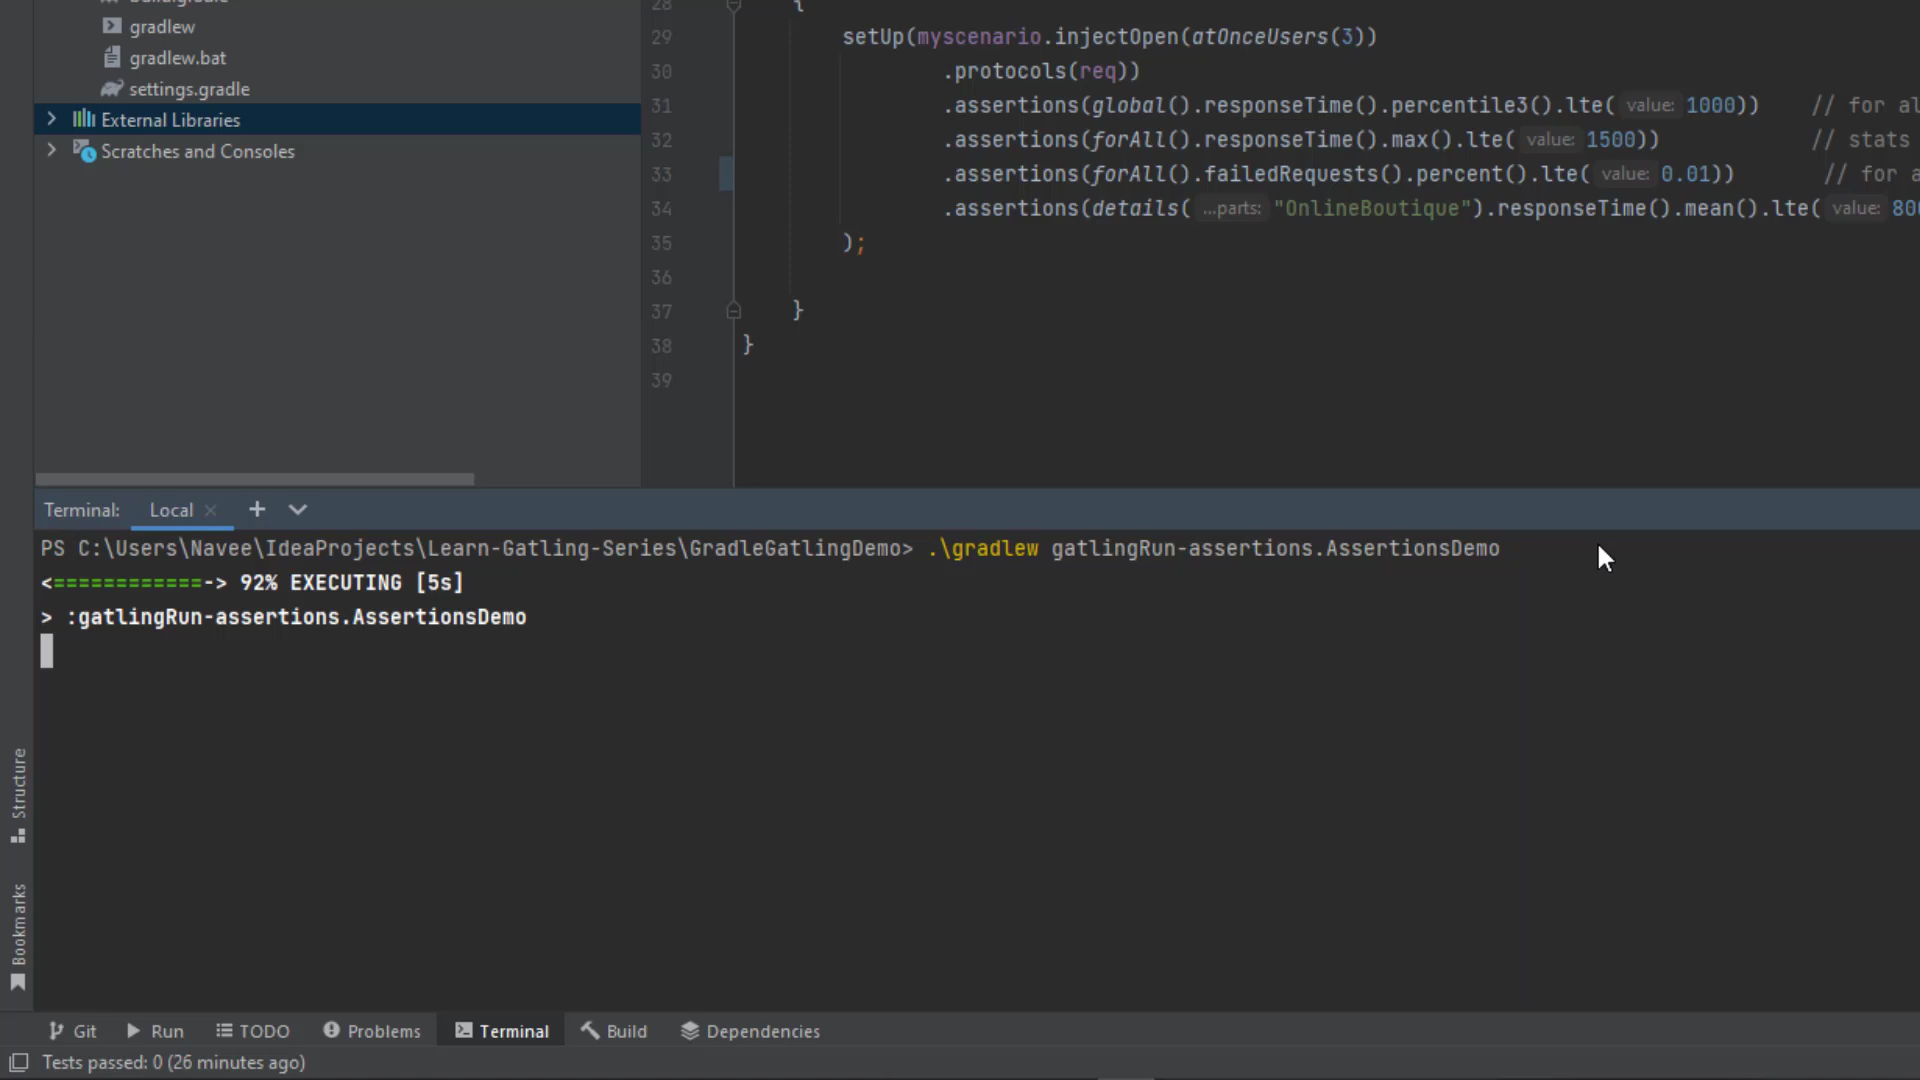 gradlew
gradlew.bat
settings.gradle
External Libraries
Scratches and Consoles
28 {
29 setUp(myscenario.injectOpen(atOnceUsers(3))
30 .protocols(req))
31 .assertions(global().responseTime().percentile3().lte( value: 1000)) // for al
32 .assertions(forAll().responseTime().max().lte( value: 1500)) // stats
33 .assertions(forAll().failedRequests().percent().lte( value: 0.01)) // for a
34 .assertions(details( ...parts: "OnlineBoutique").responseTime().mean().lte( value: 80
35 );
36
37 }
38 }
39
Terminal: Local
PS C:\Users\Navee\IdeaProjects\Learn-Gatling-Series\GradleGatlingDemo> .\gradlew gatlingRun-assertions.AssertionsDemo
<============-> 92% EXECUTING [5s]
> :gatlingRun-assertions.AssertionsDemo
Structure
Bookmarks
Git Run TODO Problems Terminal Build Dependencies
Tests passed: 0 (26 minutes ago)